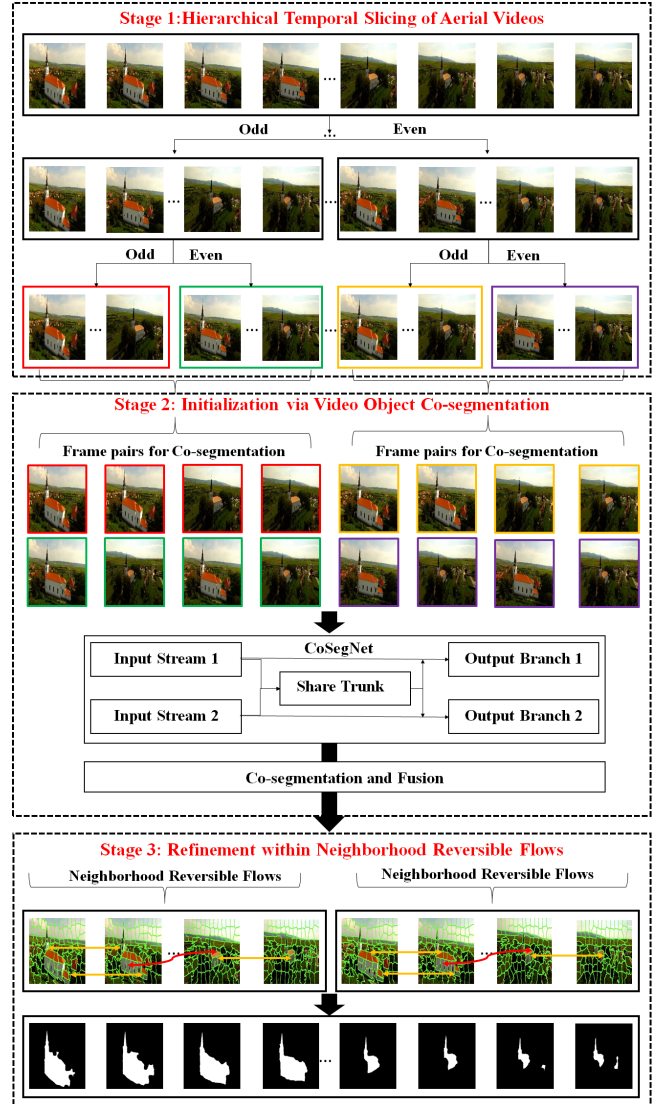 Stage 1:Hierarchical Temporal Slicing of Aerial Videos
...
Odd ... Even
... ... ...
Odd Even Odd Even
... ... ... ... ...
Stage 2: Initialization via Video Object Co-segmentation
Frame pairs for Co-segmentation Frame pairs for Co-segmentation
CoSegNet
Input Stream 1 Output Branch 1
Share Trunk
Input Stream 2 Output Branch 2
Co-segmentation and Fusion
Stage 3: Refinement within Neighborhood Reversible Flows
Neighborhood Reversible Flows Neighborhood Reversible Flows
... ...
...